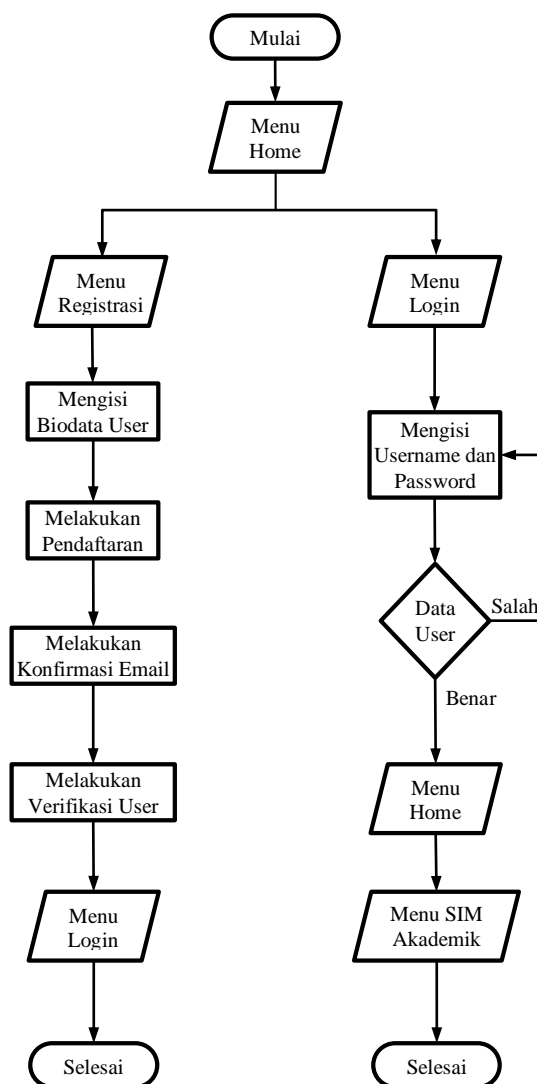 Mulai
Menu
Home
Menu
Registrasi
Mengisi
Biodata User
Melakukan
Pendaftaran
Melakukan
Konfirmasi Email
Melakukan
Verifikasi User
Menu
Login
Selesai
Menu
Login
Mengisi
Username dan
Password
Data
User
Salah
Benar
Menu
Home
Menu SIM
Akademik
Selesai